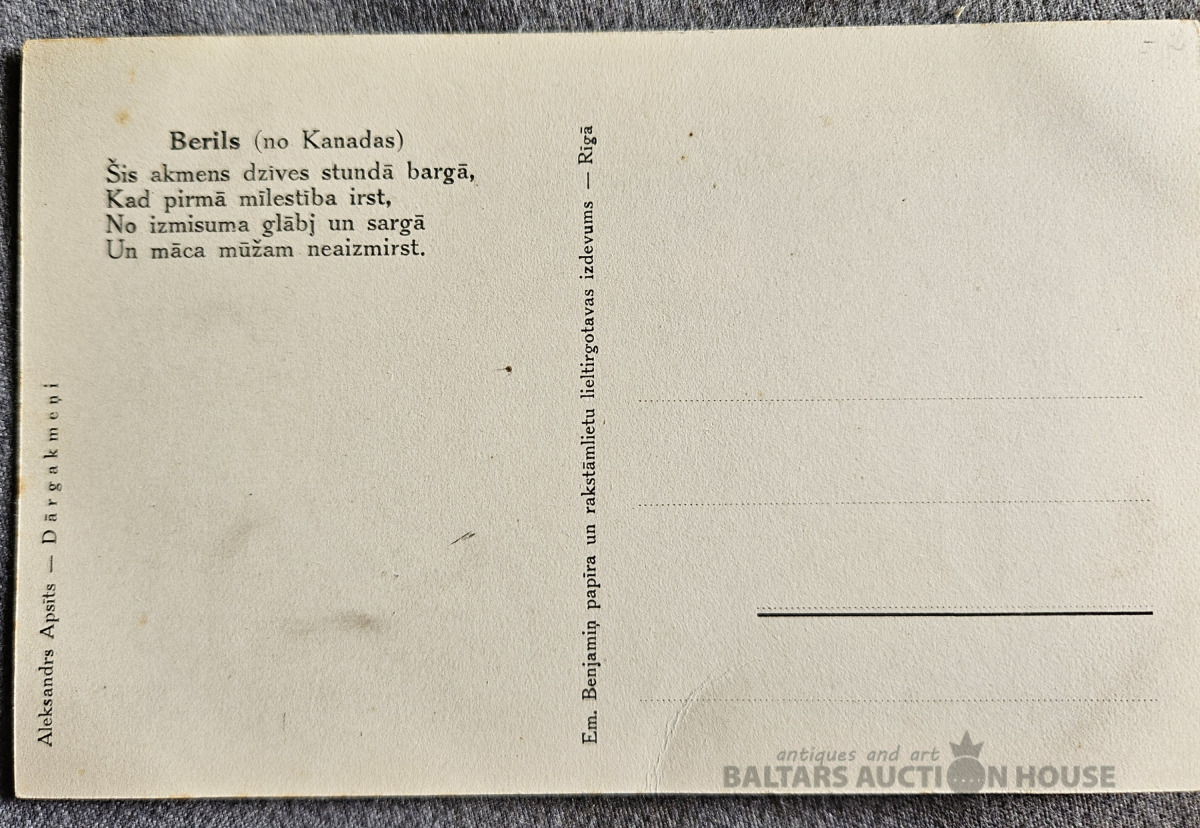 Berils (no Kanadas)
Šis akmens dzīves stundā bargā,
Kad pirmā mīlestība irst,
No izmisuma glābj un sargā
Un māca mūžam neaizmirst.
Aleksandrs Apsīts — Dārgakmeņi
Em. Benjamiņ papīra un rakstāmlietu lieltirgotavas izdevums — Rīgā
antiques and art
BALTARS AUCTION HOUSE